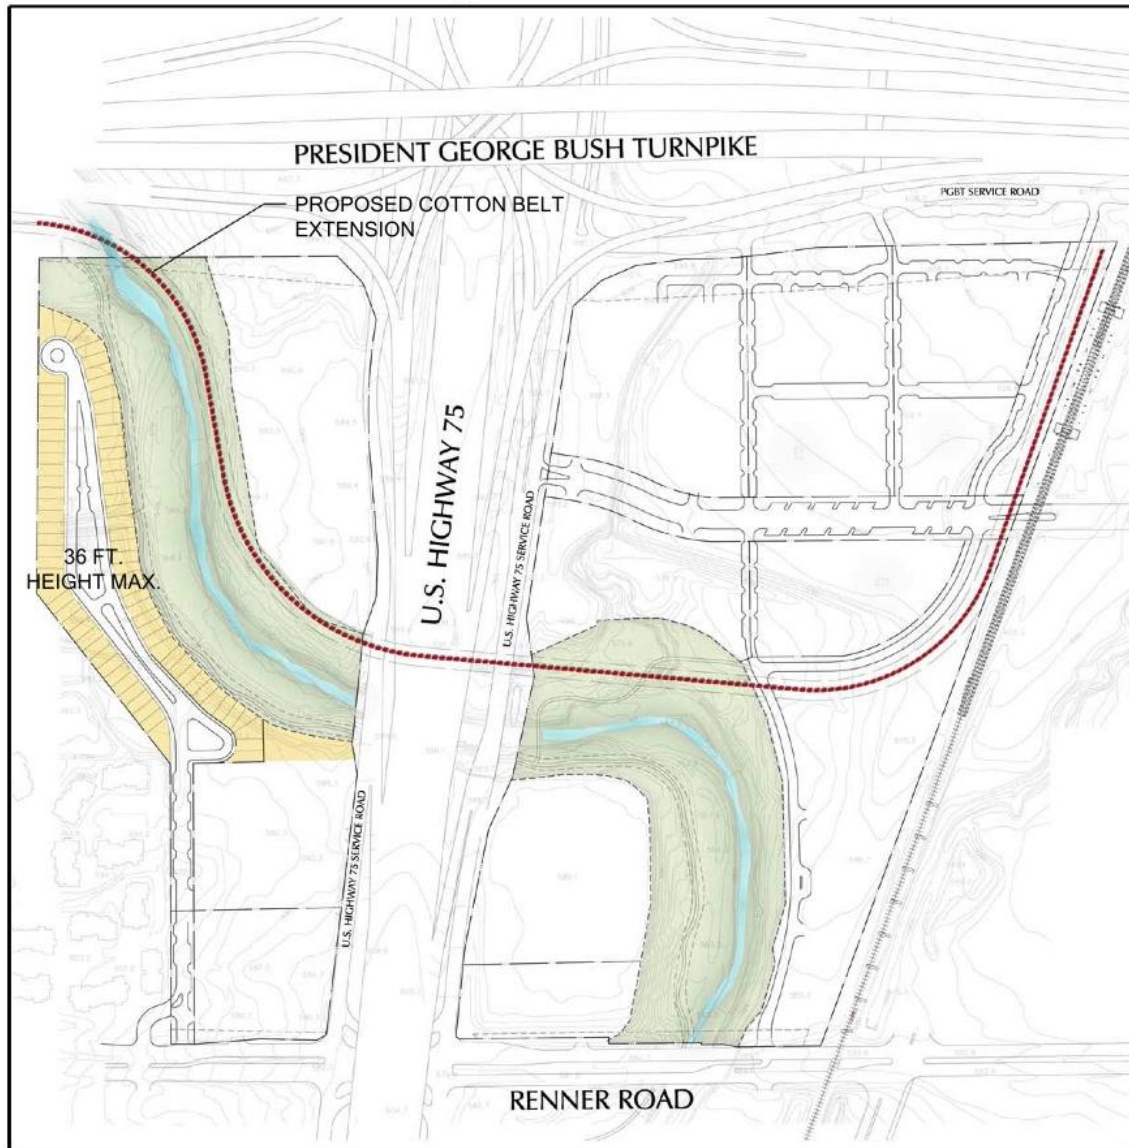 PRESIDENT GEORGE BUSH TURNPIKE
PGBT SERVICE ROAD
PROPOSED COTTON BELT
EXTENSION
U.S. HIGHWAY 75
U.S. HIGHWAY 75 SERVICE ROAD
36 FT.
HEIGHT MAX.
U.S. HIGHWAY 75 SERVICE ROAD
RENNER ROAD